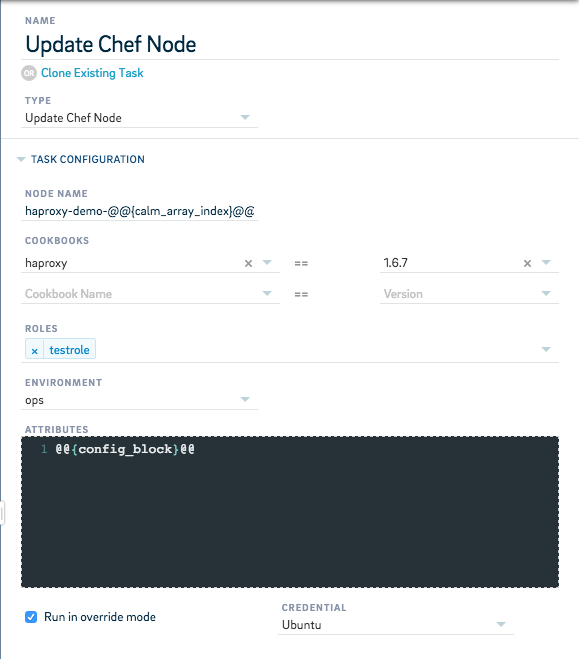 NAME
Update Chef Node
OR Clone Existing Task
TYPE
Update Chef Node
TASK CONFIGURATION
NODE NAME
haproxy-demo-@@{calm_array_index}@@
COOKBOOKS
haproxy × == 1.6.7 ×
Cookbook Name == Version
ROLES
× testrole
ENVIRONMENT
ops
ATTRIBUTES
1 @@{config_block}@@
Run in override mode
CREDENTIAL
Ubuntu